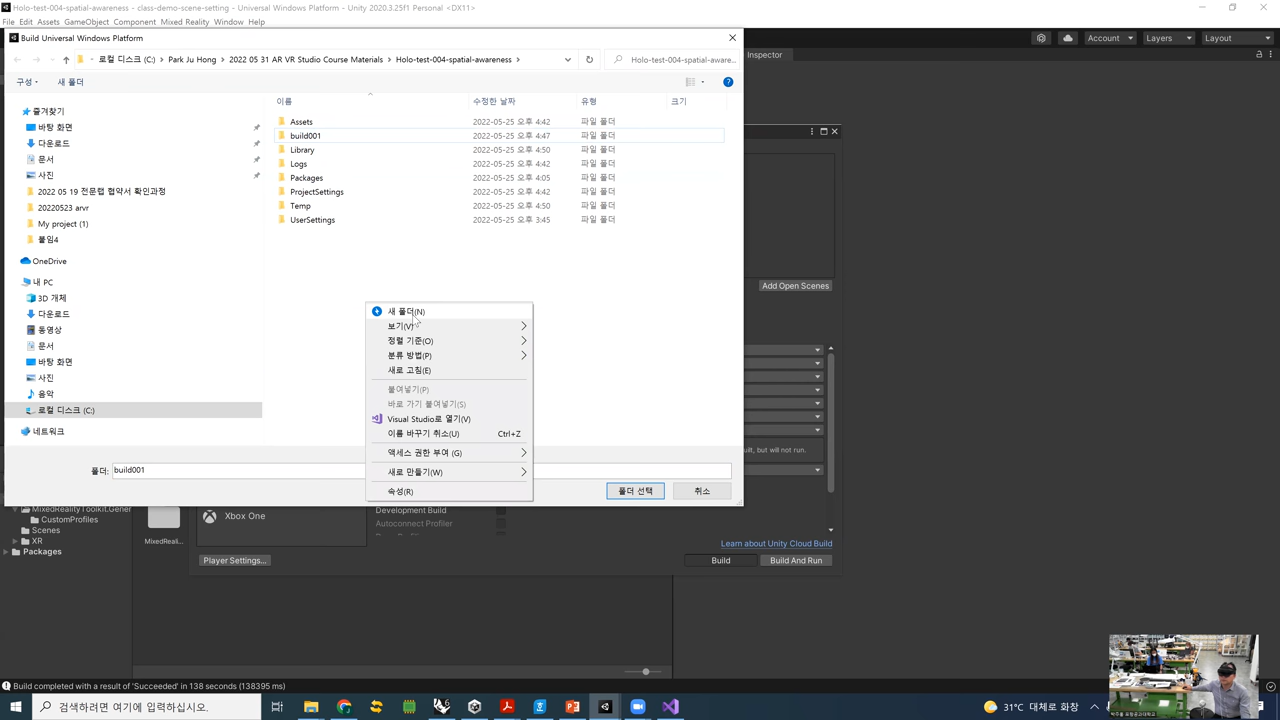 Holo-test-004-spatial-awareness - class-demo-scene-setting - Universal Windows Platform - Unity 2020.3.25f1 Personal <DX11>
File Edit Assets GameObject Component Mixed Reality Window Help
Build Universal Windows Platform
Account Layers Layout
로컬 디스크 (C:) > Park Ju Hong > 2022 05 31 AR VR Studio Course Materials > Holo-test-004-spatial-awareness >
Holo-test-004-spatial-aware...
Inspector
구성 새 폴더
이름 수정한 날짜 유형 크기
즐겨찾기
바탕 화면
다운로드
문서
사진
2022 05 19 전문랩 협약서 확인과정
20220523 arvr
My project (1)
붙임4
OneDrive
내 PC
3D 개체
다운로드
동영상
문서
바탕 화면
사진
음악
로컬 디스크 (C:)
네트워크
Assets 2022-05-25 오후 4:42 파일 폴더
build001 2022-05-25 오후 4:47 파일 폴더
Library 2022-05-25 오후 4:50 파일 폴더
Logs 2022-05-25 오후 4:42 파일 폴더
Packages 2022-05-25 오후 4:05 파일 폴더
ProjectSettings 2022-05-25 오후 4:42 파일 폴더
Temp 2022-05-25 오후 4:50 파일 폴더
UserSettings 2022-05-25 오후 3:45 파일 폴더
새 폴더(N)
보기(V)
정렬 기준(O)
분류 방법(P)
새로 고침(E)
붙여넣기(P)
바로 가기 붙여넣기(S)
Visual Studio로 열기(V)
이름 바꾸기 취소(U) Ctrl+Z
액세스 권한 부여 (G)
새로 만들기(W)
속성(R)
폴더: build001
폴더 선택 취소
Add Open Scenes
uilt, but will not run.
MixedRealityToolkit.Gener
CustomProfiles
Scenes
XR
Packages
MixedReali...
Xbox One
Development Build
Autoconnect Profiler
Learn about Unity Cloud Build
Player Settings... Build Build And Run
Build completed with a result of 'Succeeded' in 138 seconds (138395 ms)
검색하려면 여기에 입력하십시오.
31°C 대체로 화창